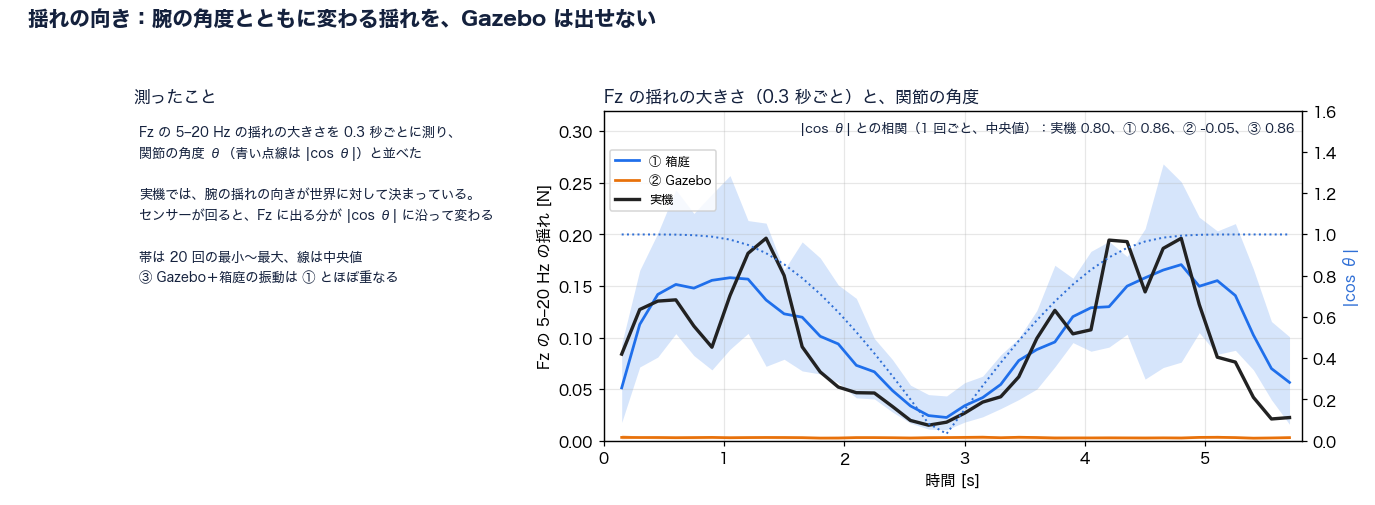 揺れの向き：腕の角度とともに変わる揺れを、Gazebo は出せない
測ったこと
Fz の 5–20 Hz の揺れの大きさを 0.3 秒ごとに測り、
関節の角度 θ（青い点線は |cos θ|）と並べた
実機では、腕の揺れの向きが世界に対して決まっている。
センサーが回ると、Fz に出る分が |cos θ| に沿って変わる
帯は 20 回の最小〜最大、線は中央値
③ Gazebo＋箱庭の振動は ① とほぼ重なる
Fz の揺れの大きさ（0.3 秒ごと）と、関節の角度
|cos θ| との相関（1 回ごと、中央値）：実機 0.80、① 0.86、② -0.05、③ 0.86
① 箱庭
② Gazebo
実機
Fz の 5–20 Hz の揺れ [N]
0.30
0.25
0.20
0.15
0.10
0.05
0.00
0 1 2 3 4 5
時間 [s]
1.6
1.4
1.2
1.0
0.8
0.6
0.4
0.2
0.0
|cos θ|